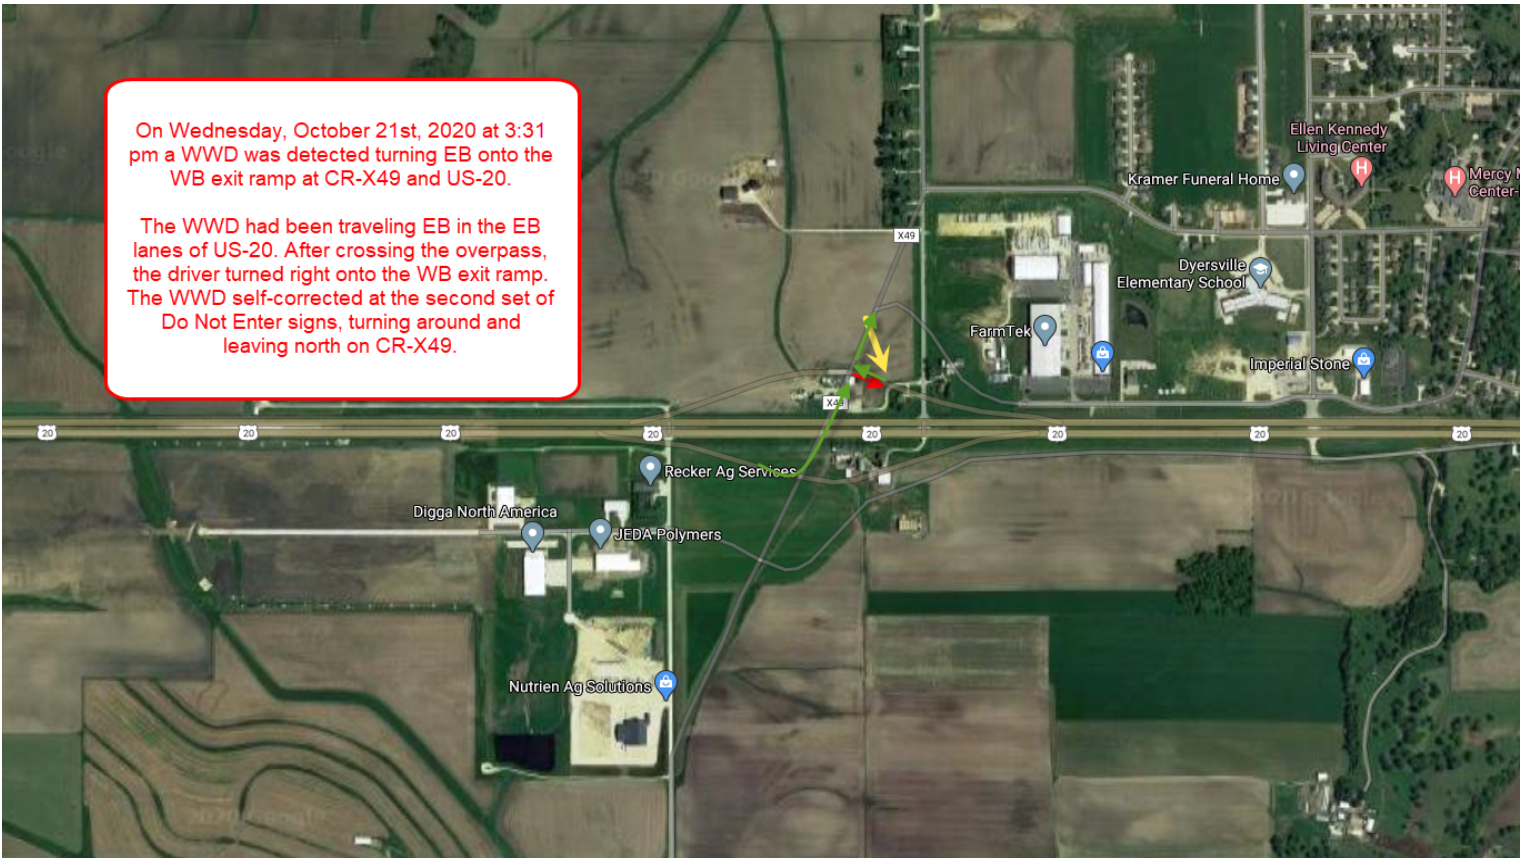 On Wednesday, October 21st, 2020 at 3:31
pm a WWD was detected turning EB onto the
WB exit ramp at CR-X49 and US-20.
The WWD had been traveling EB in the EB
lanes of US-20. After crossing the overpass,
the driver turned right onto the WB exit ramp.
The WWD self-corrected at the second set of
Do Not Enter signs, turning around and
leaving north on CR-X49.
Ellen Kennedy
Living Center
Kramer Funeral Home
Mercy M
Center-
X49
Dyersville
Elementary School
FarmTek
Imperial Stone
X49
20
20
20
20
20
20
20
20
Recker Ag Services
Digga North America
JEDA Polymers
Nutrien Ag Solutions